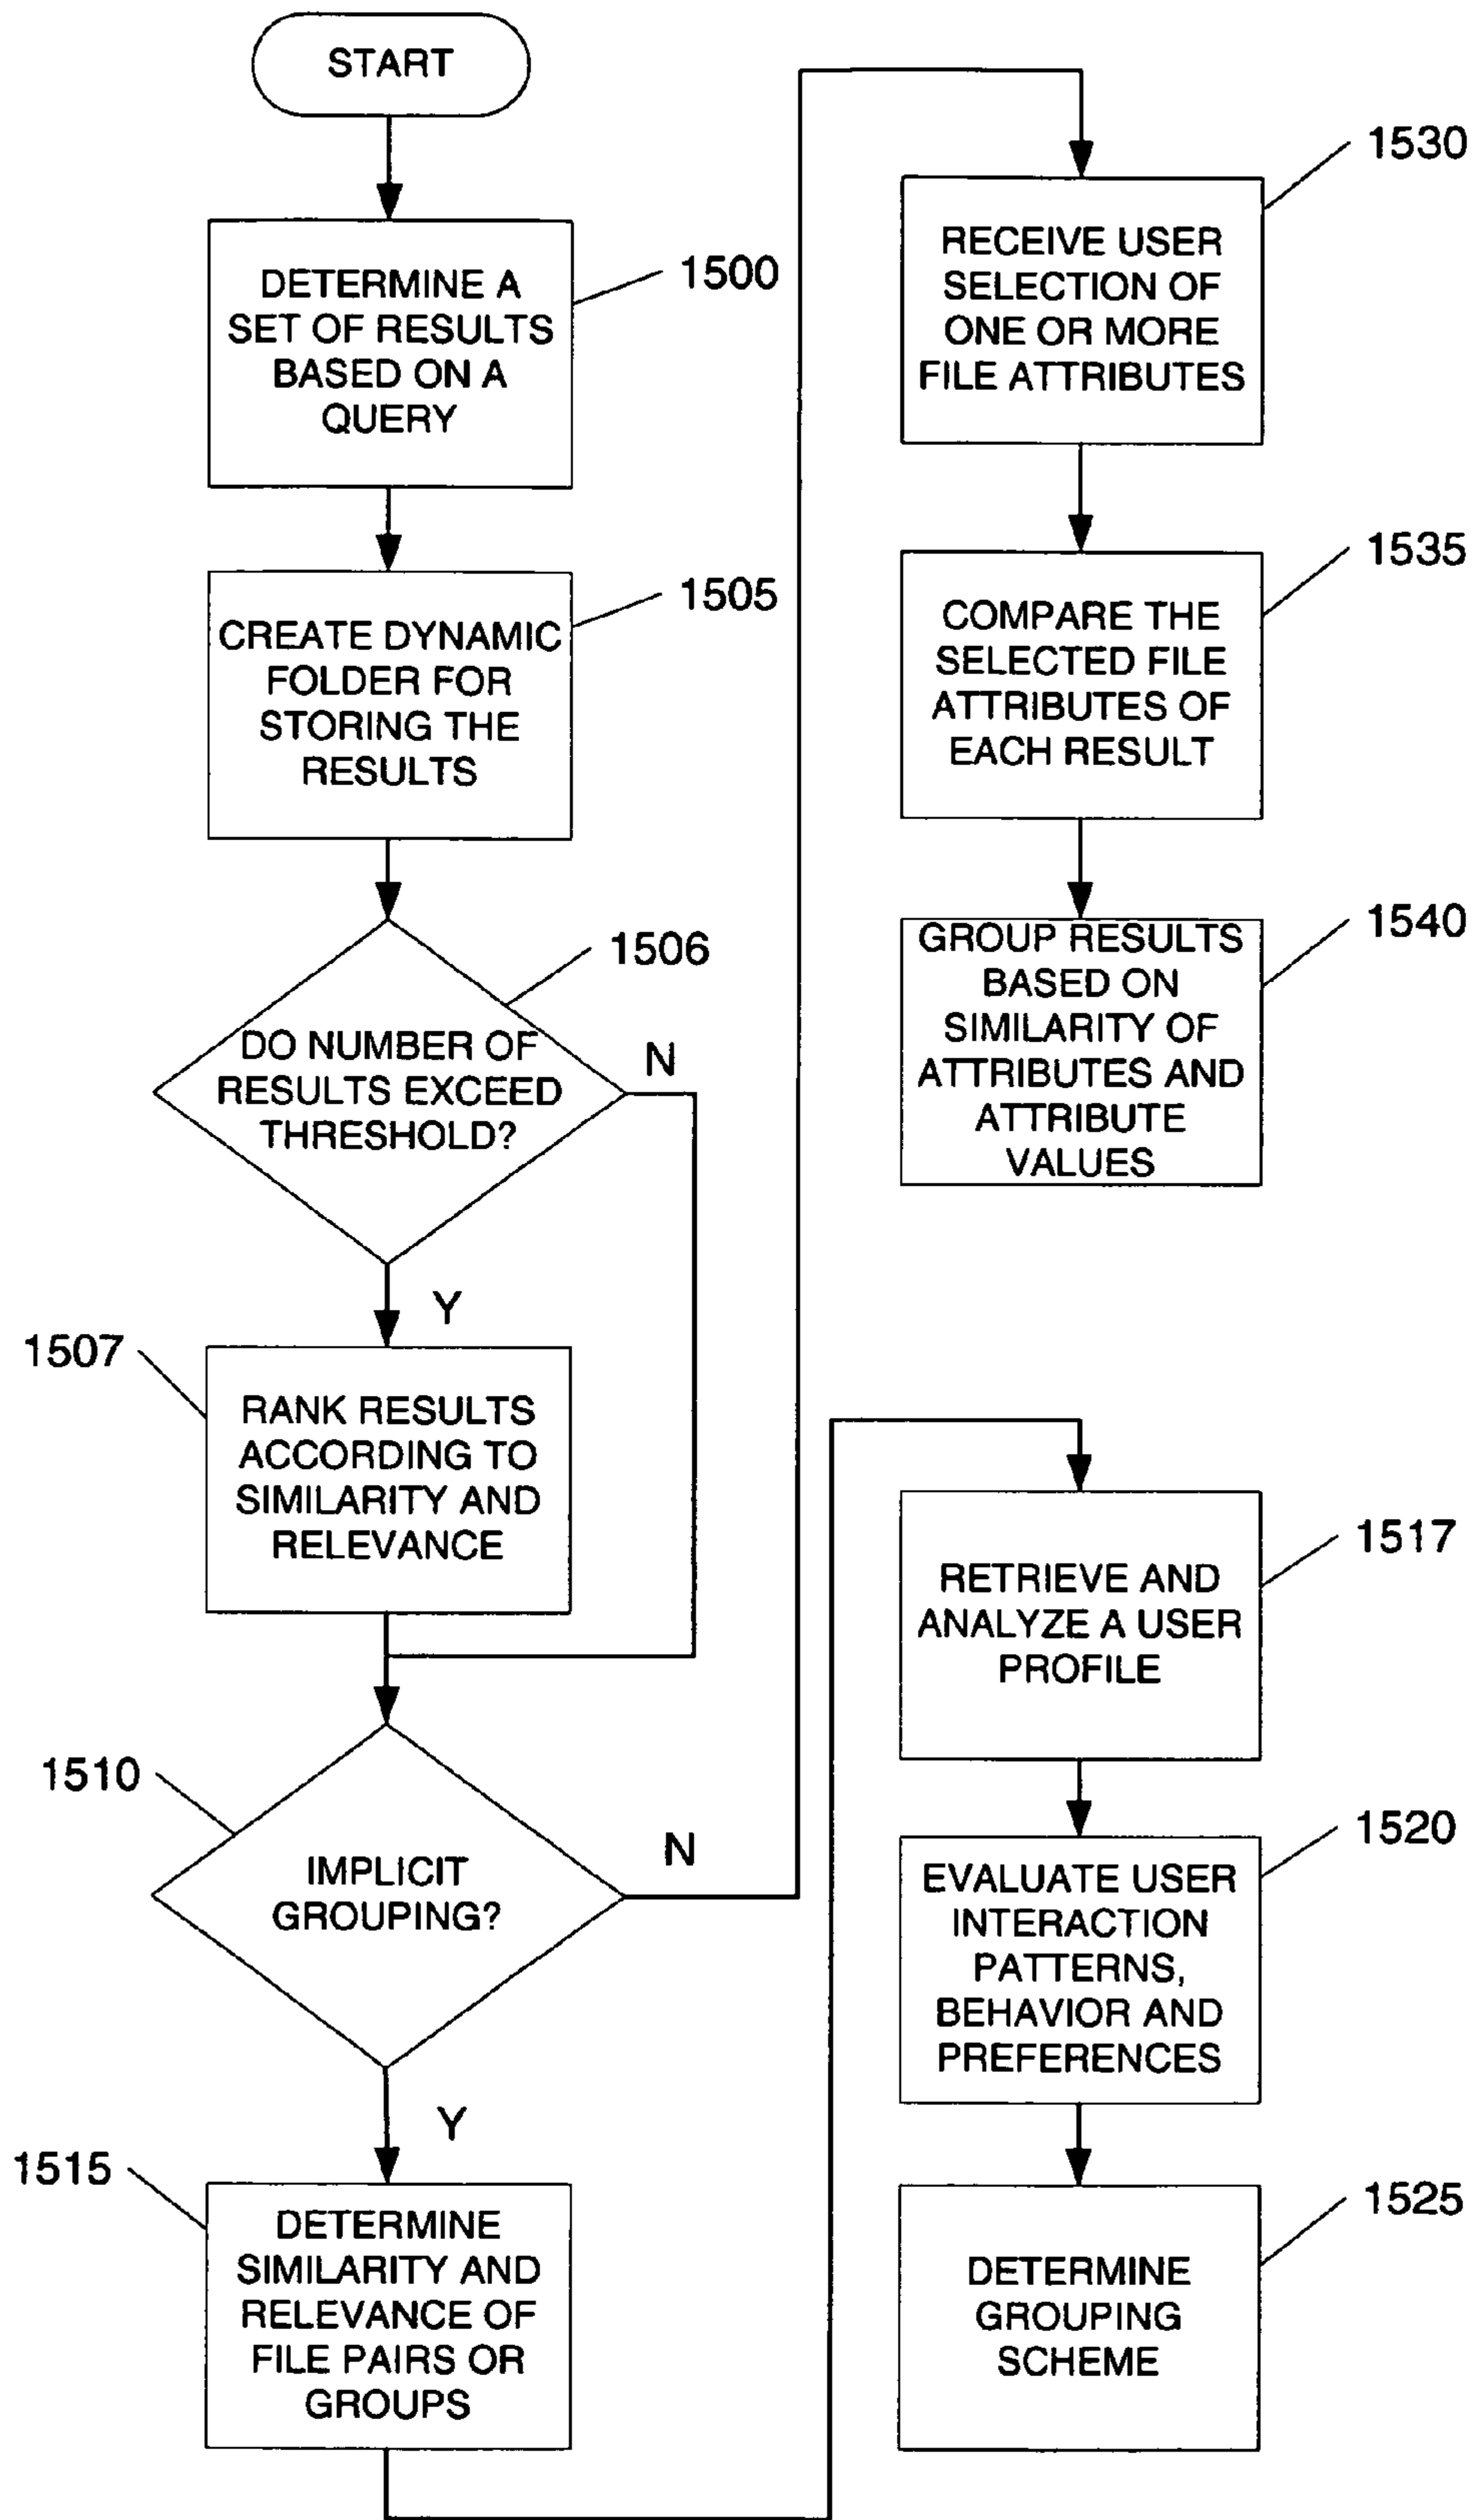 START
DETERMINE A
SET OF RESULTS
BASED ON A
QUERY
1500
CREATE DYNAMIC
FOLDER FOR
STORING THE
RESULTS
1505
DO NUMBER OF
RESULTS EXCEED
THRESHOLD?
1506
N
Y
1507
RANK RESULTS
ACCORDING TO
SIMILARITY AND
RELEVANCE
1510
IMPLICIT
GROUPING?
N
Y
1515
DETERMINE
SIMILARITY AND
RELEVANCE OF
FILE PAIRS OR
GROUPS
1530
RECEIVE USER
SELECTION OF
ONE OR MORE
FILE ATTRIBUTES
1535
COMPARE THE
SELECTED FILE
ATTRIBUTES OF
EACH RESULT
1540
GROUP RESULTS
BASED ON
SIMILARITY OF
ATTRIBUTES AND
ATTRIBUTE
VALUES
1517
RETRIEVE AND
ANALYZE A USER
PROFILE
1520
EVALUATE USER
INTERACTION
PATTERNS,
BEHAVIOR AND
PREFERENCES
1525
DETERMINE
GROUPING
SCHEME